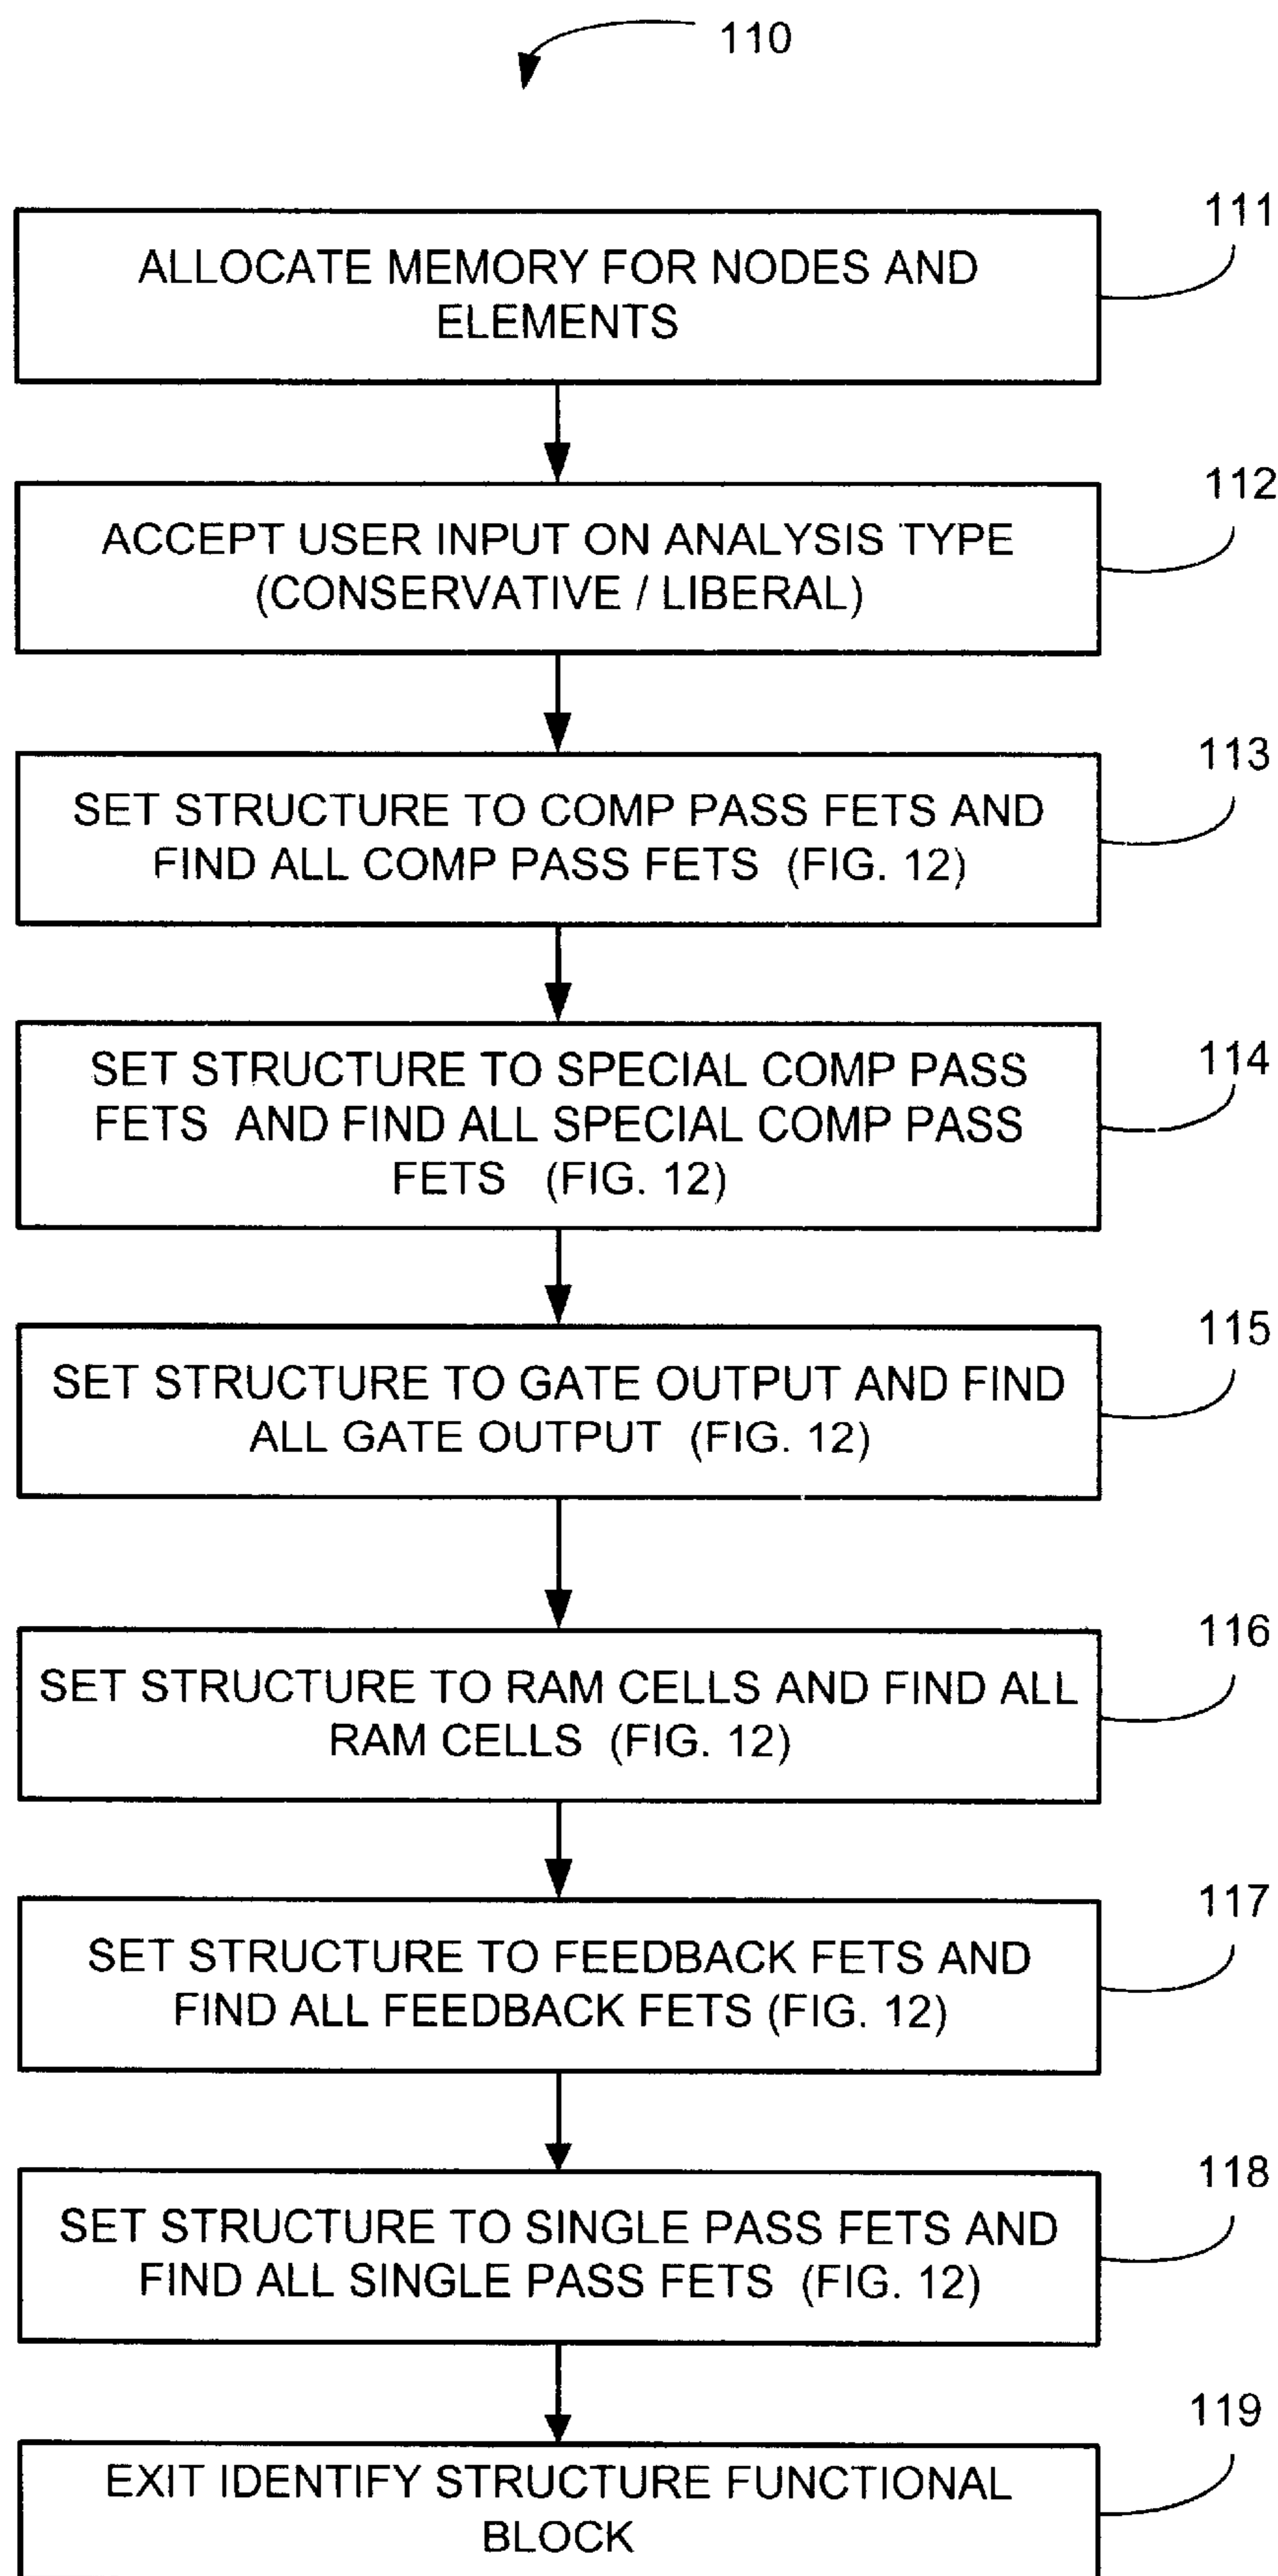 110
111
ALLOCATE MEMORY FOR NODES AND
ELEMENTS
112
ACCEPT USER INPUT ON ANALYSIS TYPE
(CONSERVATIVE / LIBERAL)
113
SET STRUCTURE TO COMP PASS FETS AND
FIND ALL COMP PASS FETS (FIG. 12)
114
SET STRUCTURE TO SPECIAL COMP PASS
FETS AND FIND ALL SPECIAL COMP PASS
FETS (FIG. 12)
115
SET STRUCTURE TO GATE OUTPUT AND FIND
ALL GATE OUTPUT (FIG. 12)
116
SET STRUCTURE TO RAM CELLS AND FIND ALL
RAM CELLS (FIG. 12)
117
SET STRUCTURE TO FEEDBACK FETS AND
FIND ALL FEEDBACK FETS (FIG. 12)
118
SET STRUCTURE TO SINGLE PASS FETS AND
FIND ALL SINGLE PASS FETS (FIG. 12)
119
EXIT IDENTIFY STRUCTURE FUNCTIONAL
BLOCK